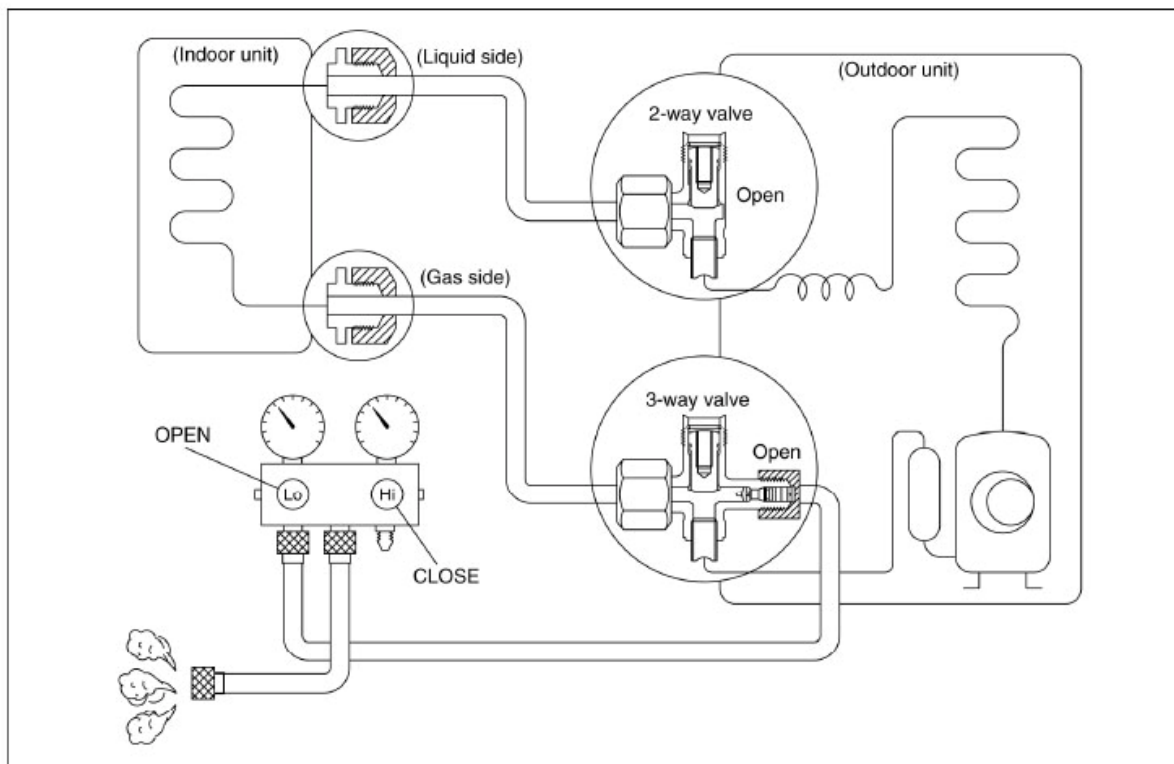 (Indoor unit)
(Liquid side)
(Outdoor unit)
2-way valve
Open
(Gas side)
3-way valve
Open
OPEN
Lo
Hi
CLOSE